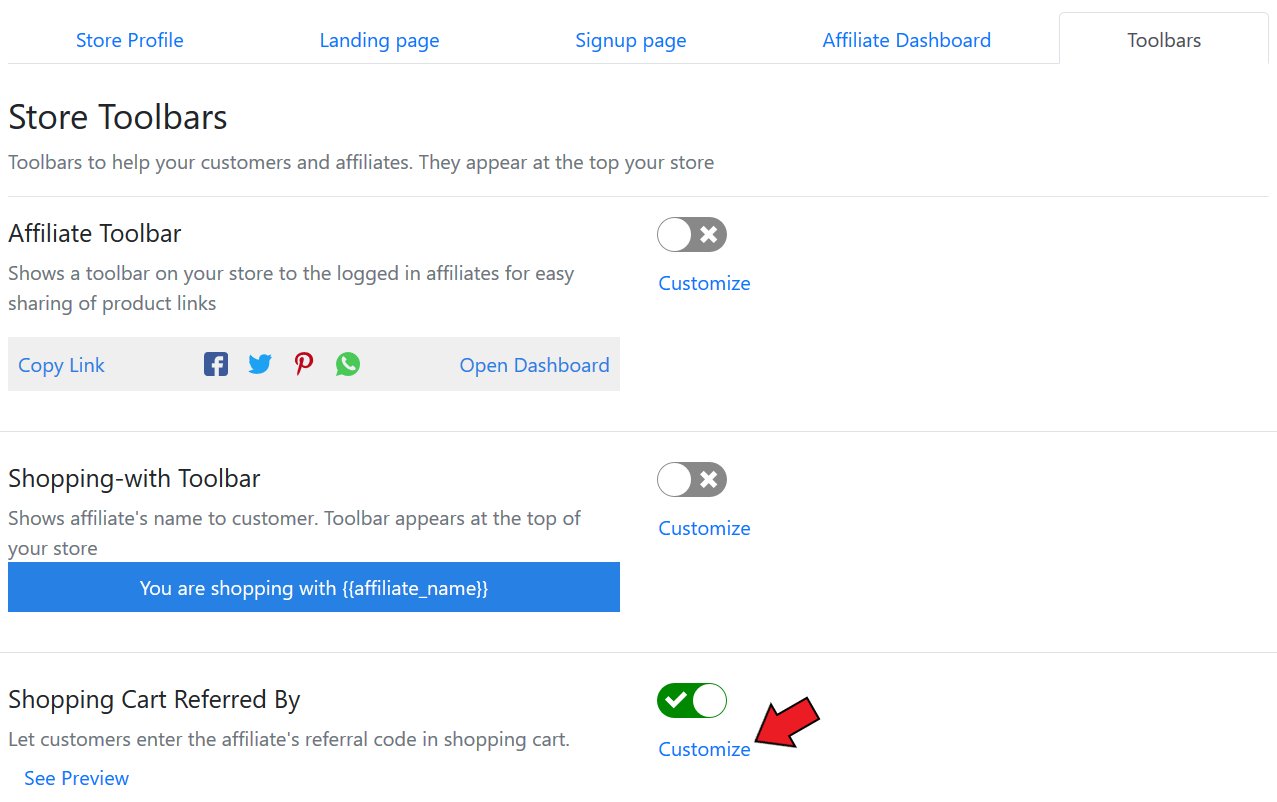 Store Profile Landing page Signup page Affiliate Dashboard Toolbars
Store Toolbars
Toolbars to help your customers and affiliates. They appear at the top your store
Affiliate Toolbar
Shows a toolbar on your store to the logged in affiliates for easy
sharing of product links
Customize
Copy Link Open Dashboard
Shopping-with Toolbar
Shows affiliate's name to customer. Toolbar appears at the top of
your store
Customize
You are shopping with {{affiliate_name}}
Shopping Cart Referred By
Let customers enter the affiliate's referral code in shopping cart.
Customize
See Preview